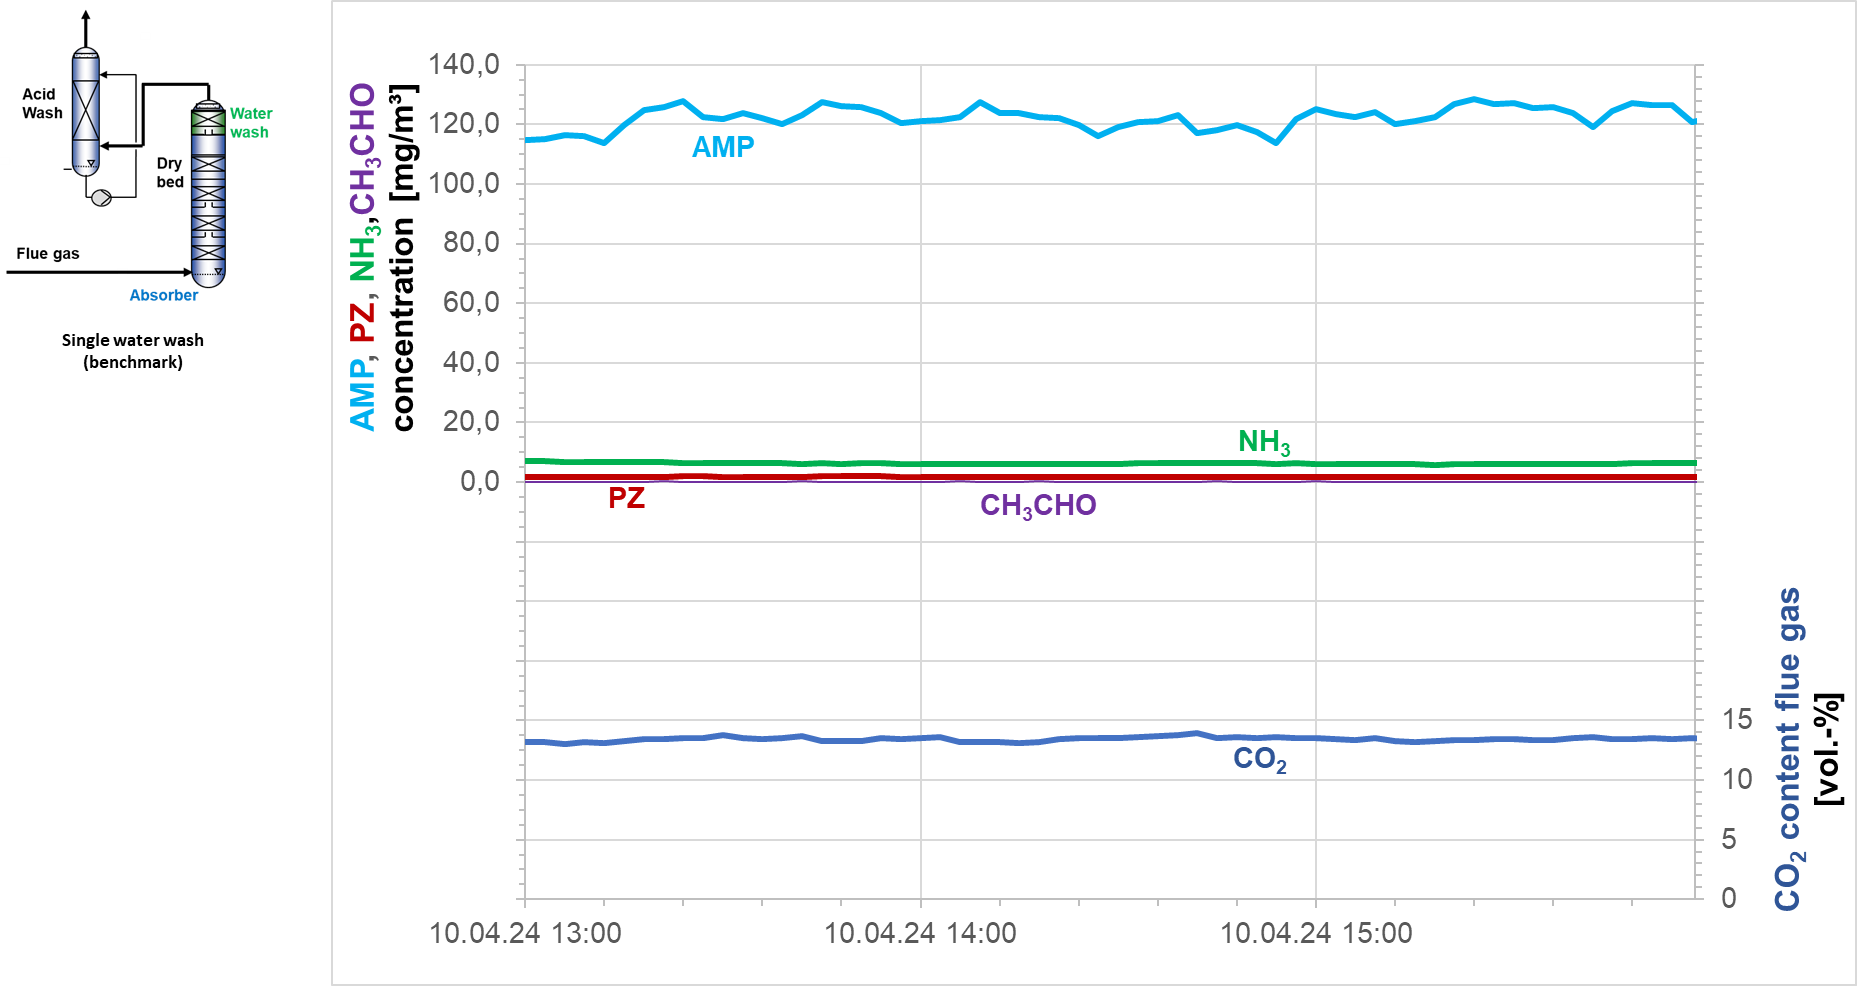 Acid
Wash
Water
wash
Dry
bed
Flue gas
Absorber
Single water wash
(benchmark)
AMP, PZ, NH₃,CH₃CHO
concentration [mg/m³]
140,0
120,0
100,0
80,0
60,0
40,0
20,0
0,0
AMP
NH₃
PZ
CH₃CHO
CO₂
15
10
5
0
CO₂ content flue gas
[vol.-%]
10.04.24 13:00
10.04.24 14:00
10.04.24 15:00